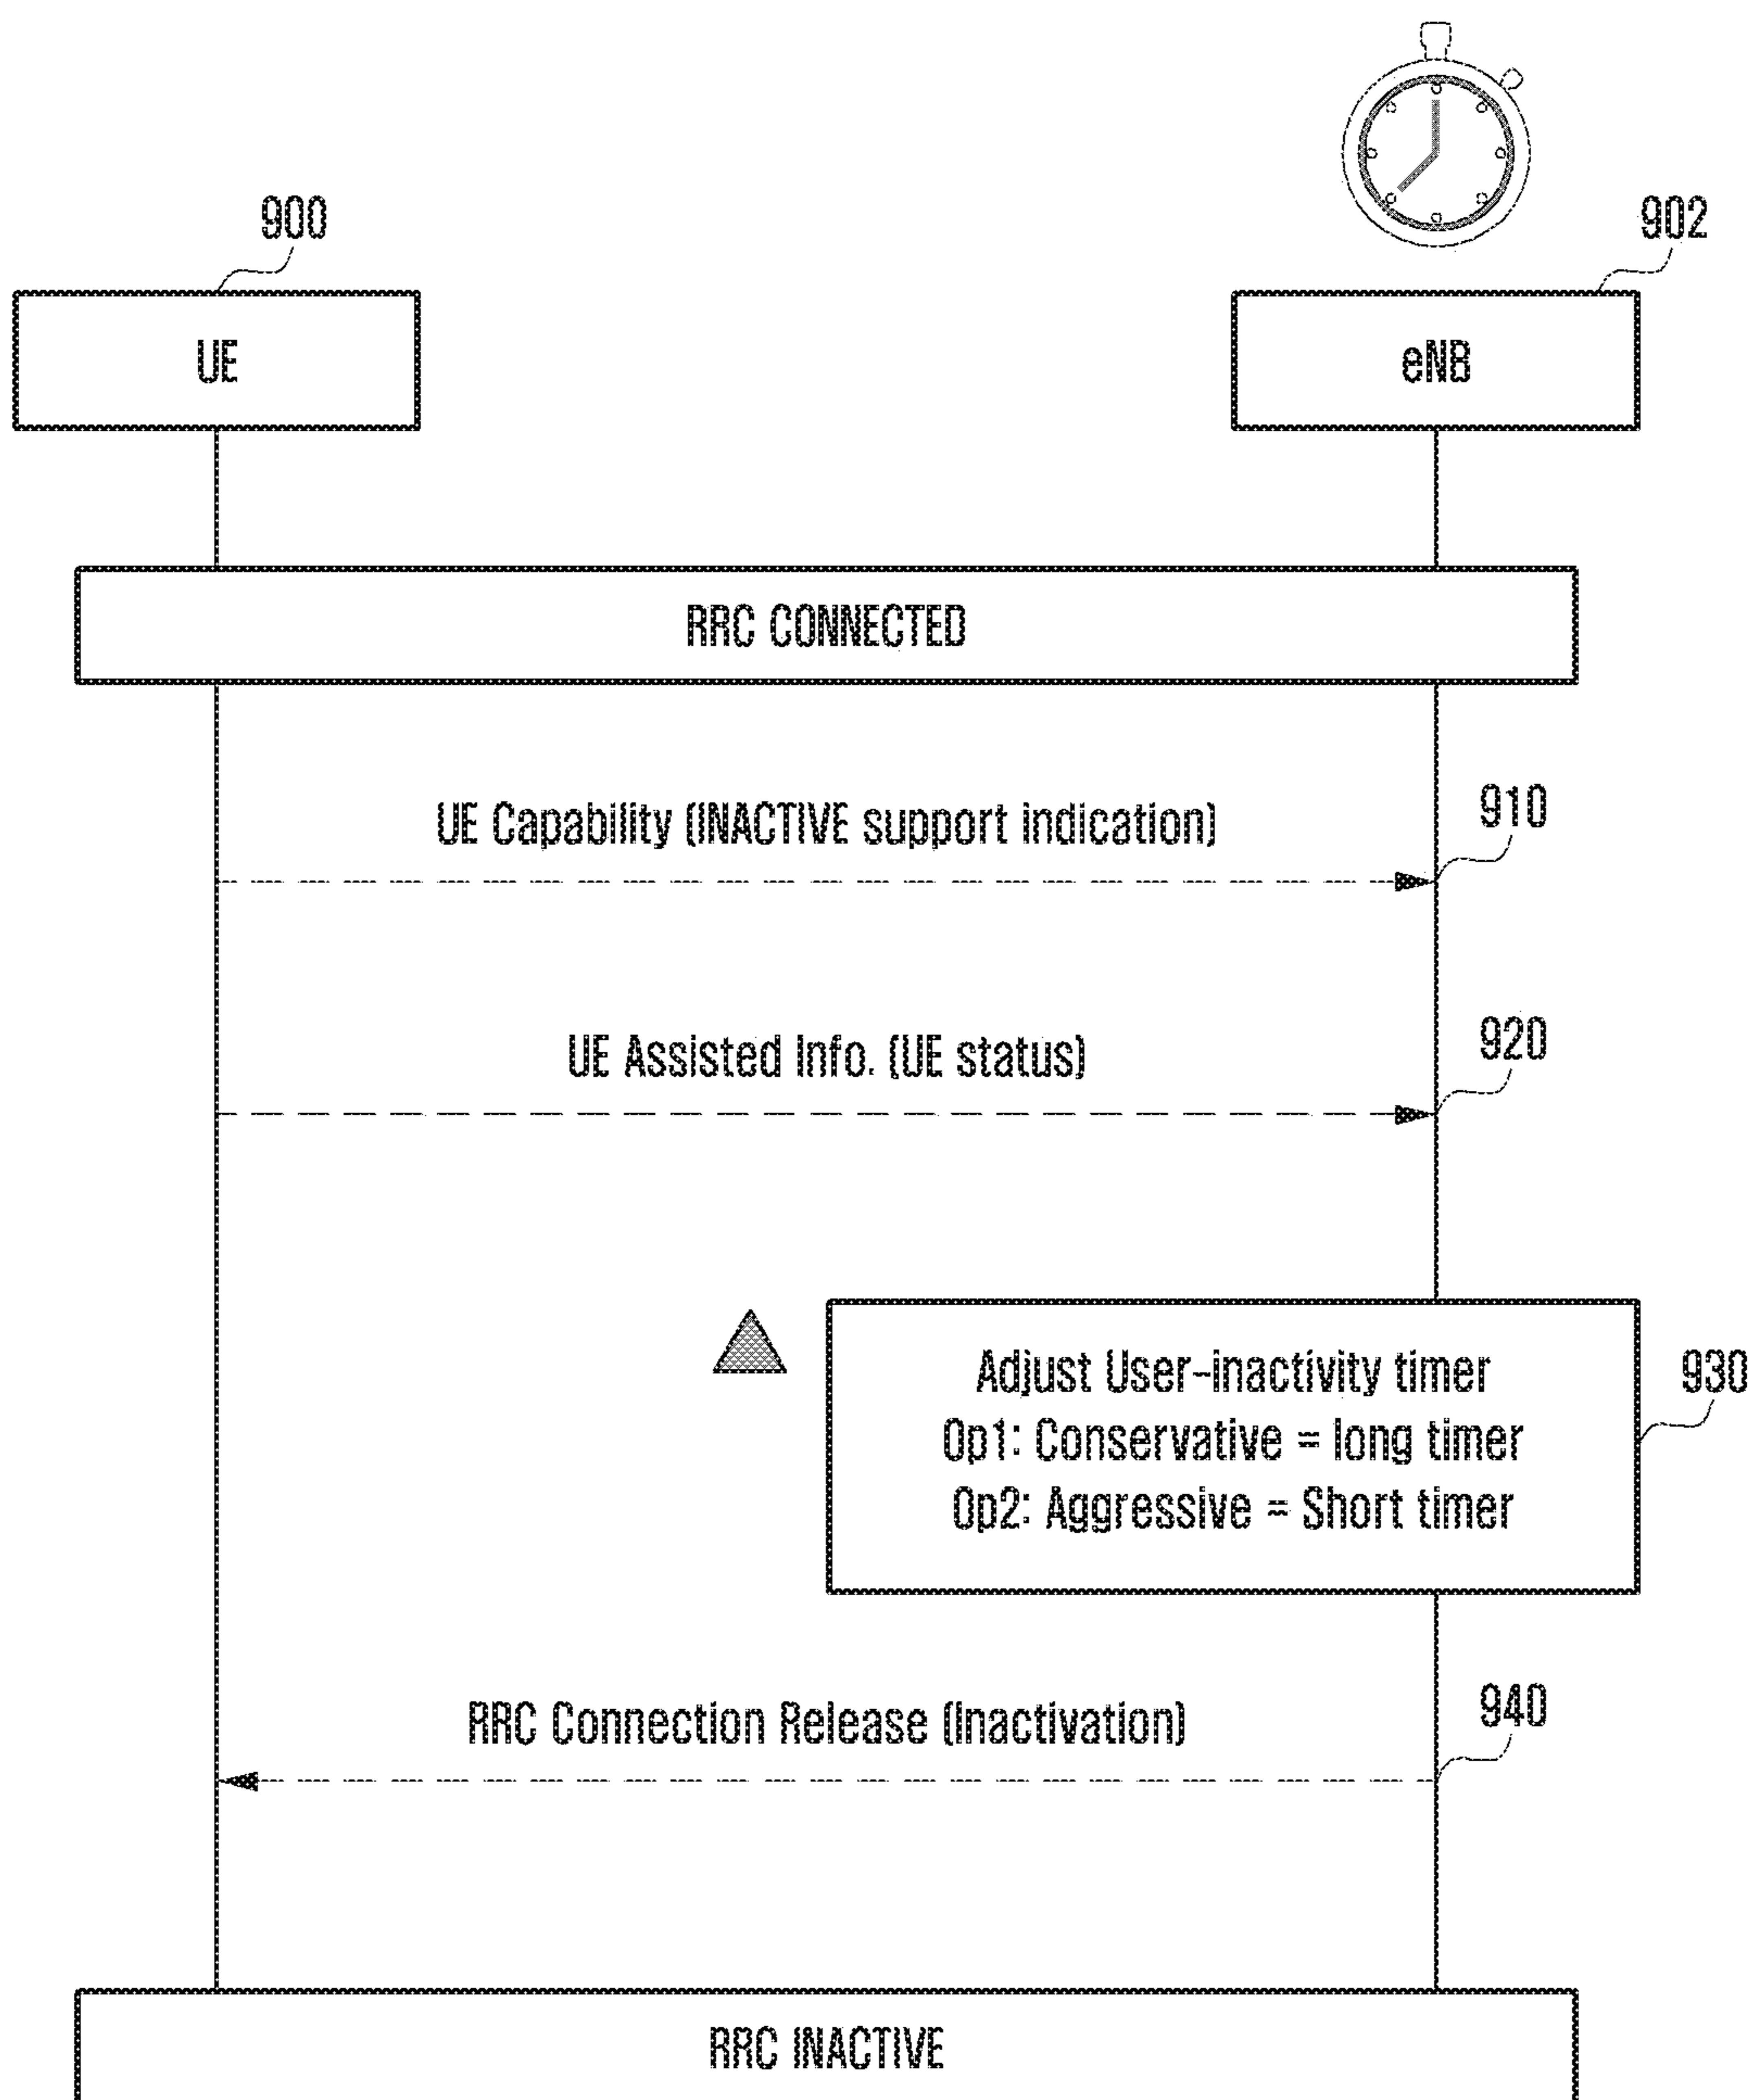 900
902
UE
eNB
RRC CONNECTED
UE Capability (INACTIVE support indication)
910
UE Assisted Info. (UE status)
920
Adjust User-inactivity timer
Op1: Conservative = long timer
Op2: Aggressive = Short timer
930
RRC Connection Release (Inactivation)
940
RRC INACTIVE